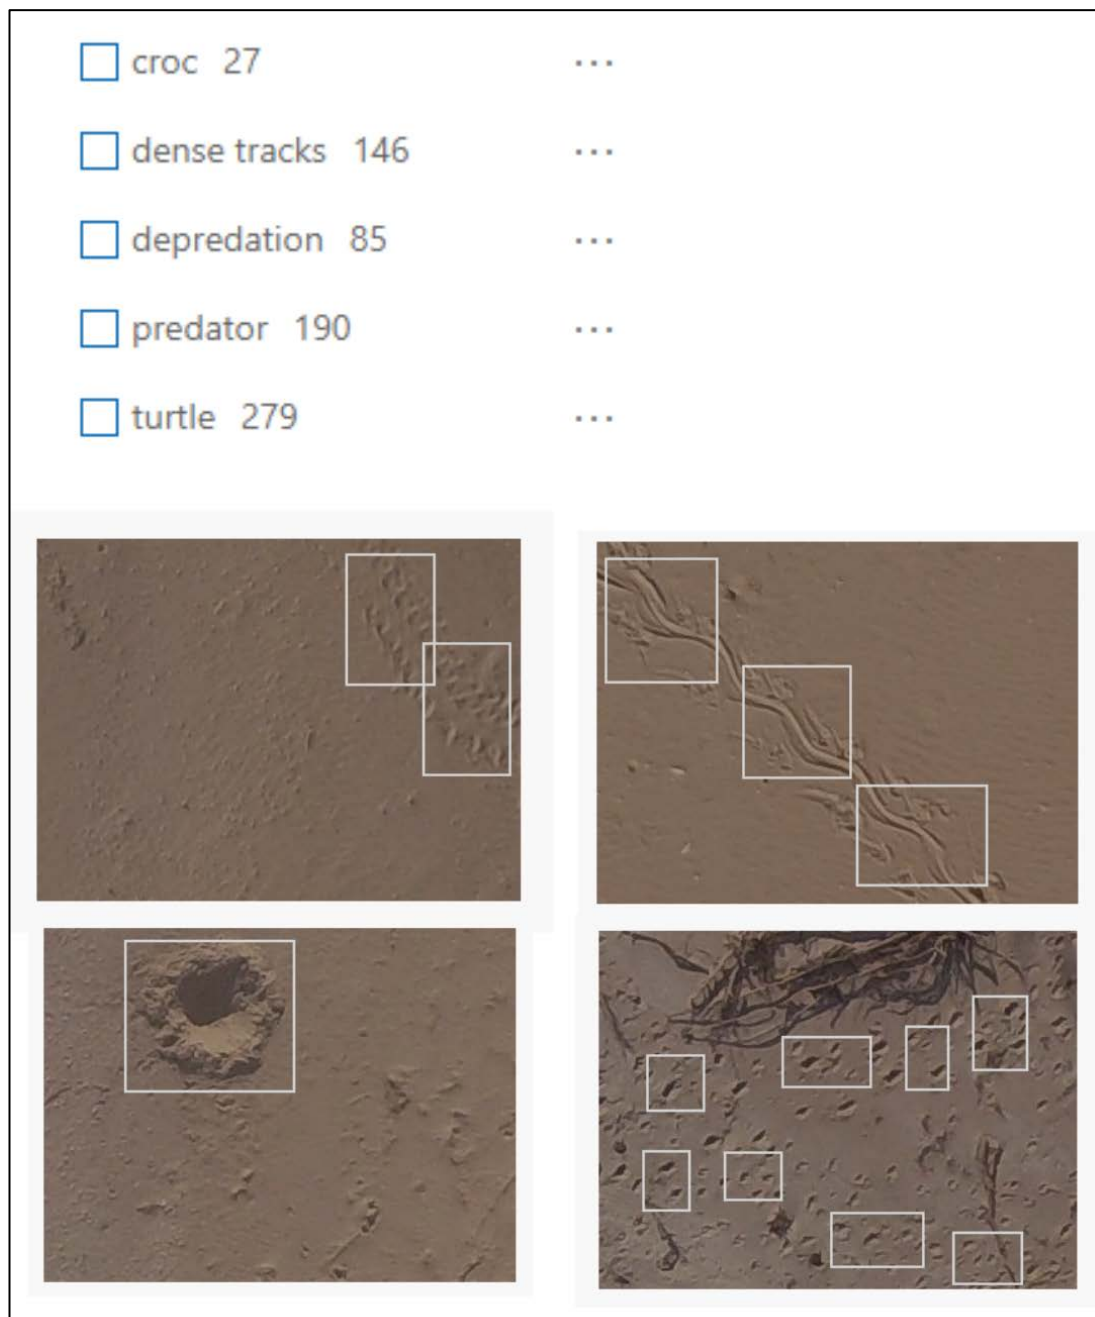 croc 27 ...
dense tracks 146 ...
depredation 85 ...
predator 190 ...
turtle 279 ...